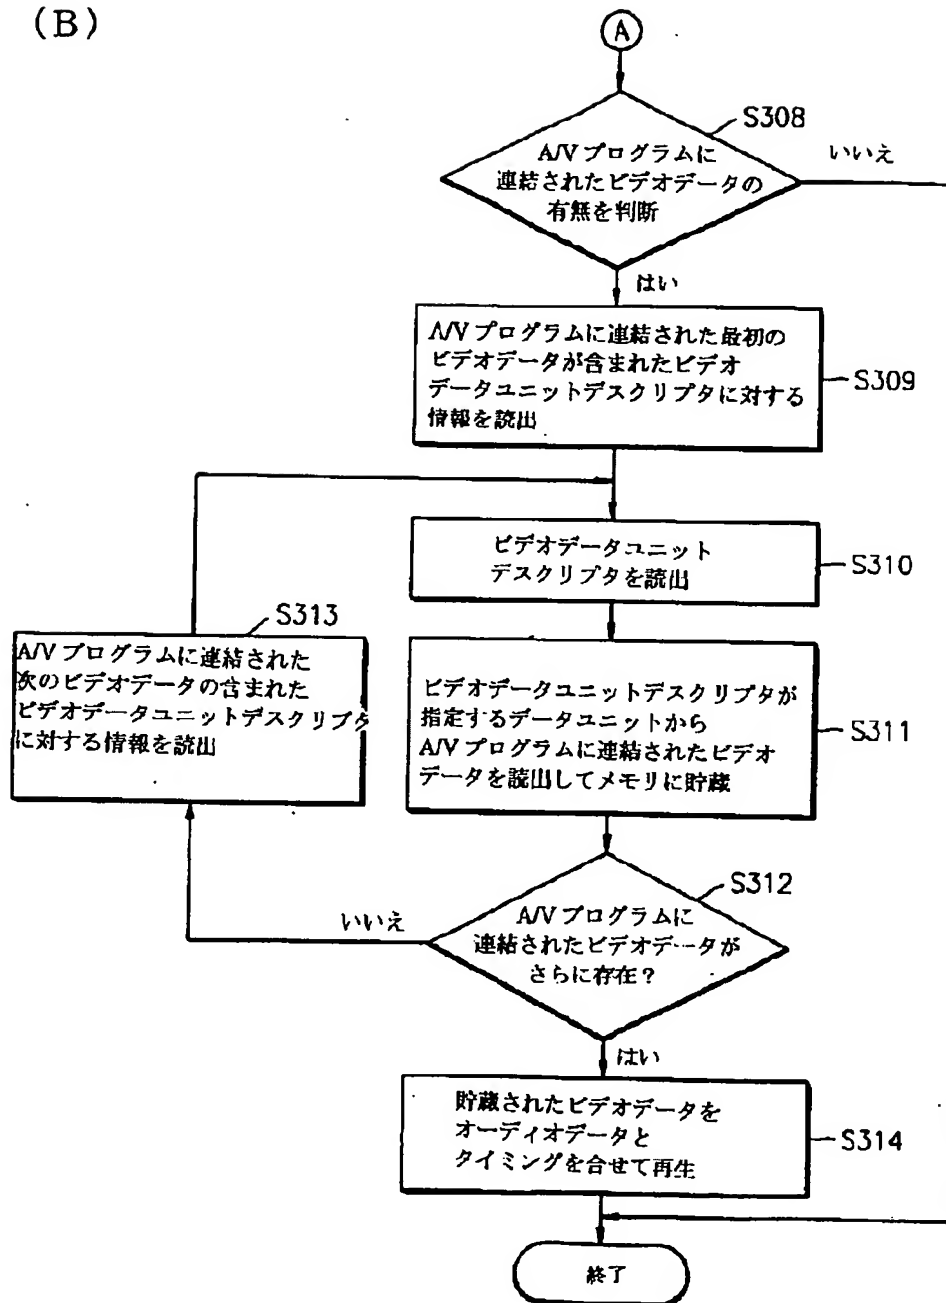 (B)
A
S308
A/Vプログラムに
連結されたビデオデータの
有無を判断
いいえ
はい
A/Vプログラムに連結された最初の
ビデオデータが含まれたビデオ
データユニットデスクリプタに対する
情報を読出
S309
ビデオデータユニット
デスクリプタを読出
S310
S313
A/Vプログラムに連結された
次のビデオデータの含まれた
ビデオデータユニットデスクリプタ
に対する情報を読出
ビデオデータユニットデスクリプタが
指定するデータユニットから
A/Vプログラムに連結されたビデオ
データを読出してメモリに貯蔵
S311
S312
A/Vプログラムに
連結されたビデオデータが
さらに存在?
いいえ
はい
貯蔵されたビデオデータを
オーディオデータと
タイミングを合せて再生
S314
終了